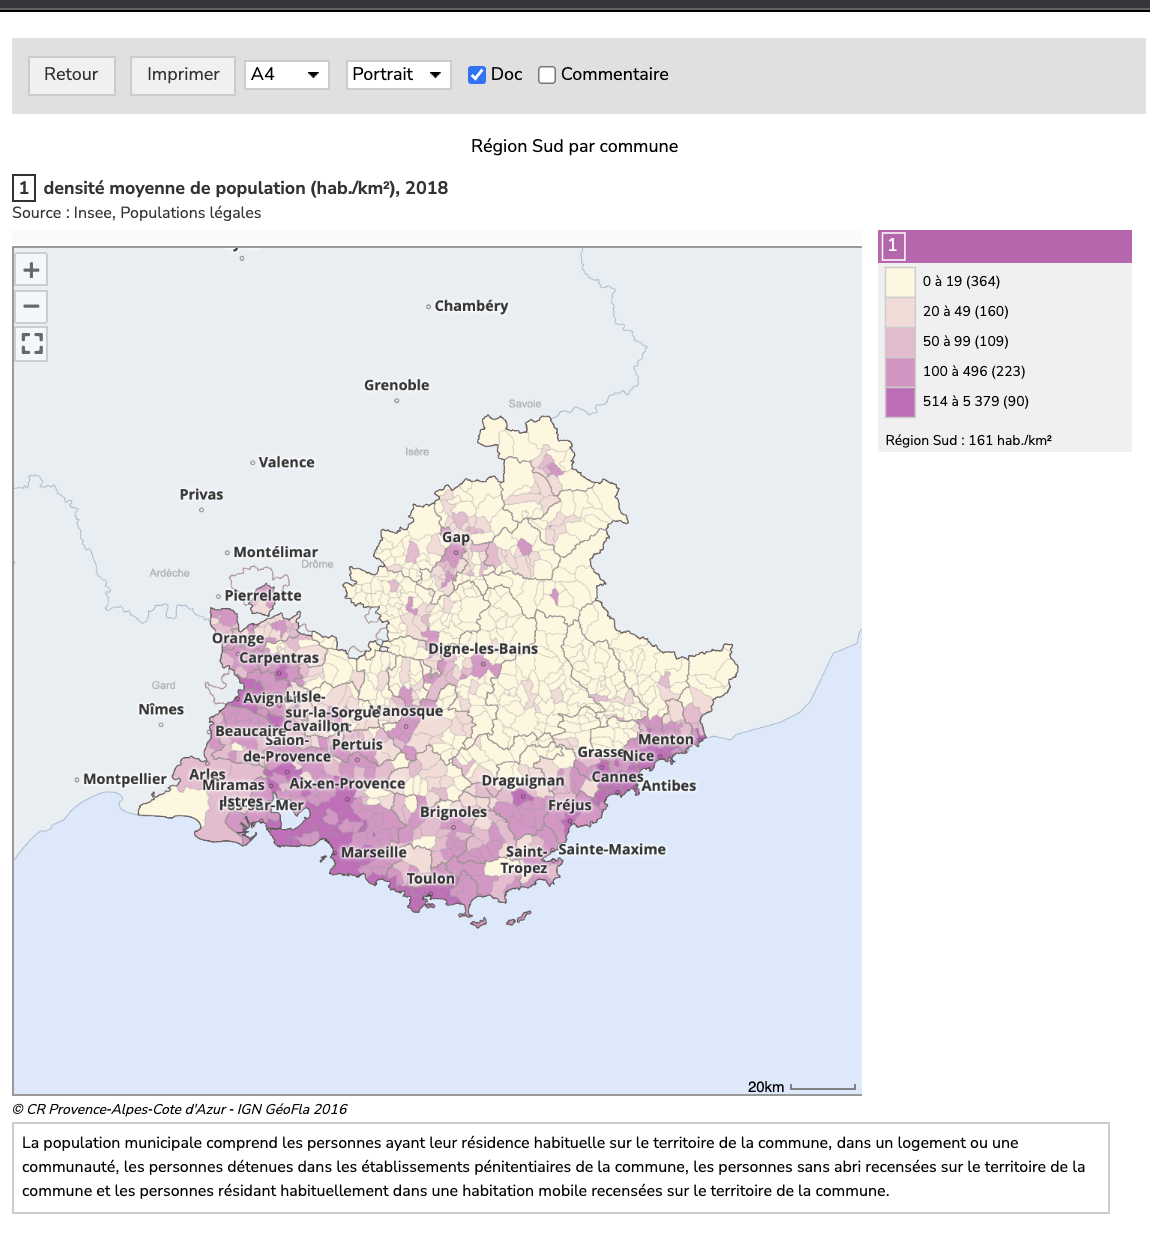 Retour
Imprimer
A4
Portrait
Doc
Commentaire
Région Sud par commune
1 densité moyenne de population (hab./km²), 2018
Source : Insee, Populations légales
+
−
1
0 à 19 (364)
20 à 49 (160)
50 à 99 (109)
100 à 496 (223)
514 à 5 379 (90)
Région Sud : 161 hab./km²
Chambéry
Grenoble
Savoie
Isère
Valence
Privas
Gap
Montélimar
Drôme
Ardèche
Pierrelatte
Orange
Digne-les-Bains
Carpentras
Gard
L'Isle-
sur-la-Sorgue
Nîmes
Cavaillon
Beaucaire
Salon-
de-Provence
Pertuis
Menton
Grasse
Nice
Arles
Montpellier
Miramas
Aix-en-Provence
Draguignan
Cannes
Antibes
Istres
Brignoles
Fréjus
Marseille
Saint-
Tropez
Sainte-Maxime
Toulon
20km
© CR Provence-Alpes-Cote d'Azur - IGN GéoFla 2016
La population municipale comprend les personnes ayant leur résidence habituelle sur le territoire de la commune, dans un logement ou une
communauté, les personnes détenues dans les établissements pénitentiaires de la commune, les personnes sans abri recensées sur le territoire de la
commune et les personnes résidant habituellement dans une habitation mobile recensées sur le territoire de la commune.